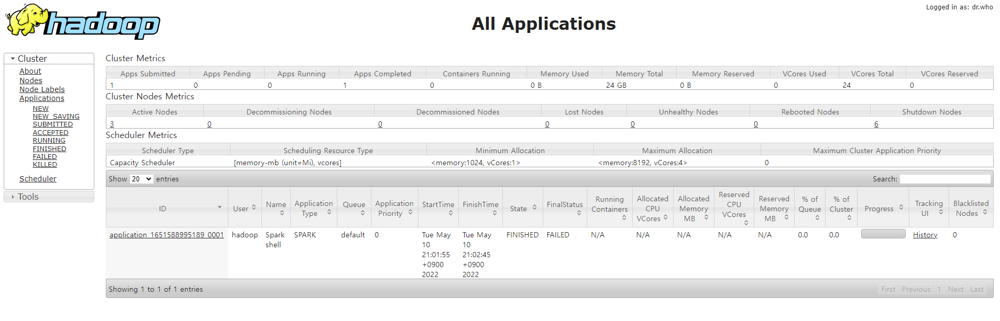 hadoop
Logged in as: dr.who
All Applications
Cluster
About
Nodes
Node Labels
Applications
NEW
NEW_SAVING
SUBMITTED
ACCEPTED
RUNNING
FINISHED
FAILED
KILLED
Scheduler
Tools
Cluster Metrics
Apps Submitted Apps Pending Apps Running Apps Completed Containers Running Memory Used Memory Total Memory Reserved VCores Used VCores Total VCores Reserved
1 0 0 1 0 0 B 24 GB 0 B 0 24 0
Cluster Nodes Metrics
Active Nodes Decommissioning Nodes Decommissioned Nodes Lost Nodes Unhealthy Nodes Rebooted Nodes Shutdown Nodes
3 0 0 0 0 0 6
Scheduler Metrics
Scheduler Type Scheduling Resource Type Minimum Allocation Maximum Allocation Maximum Cluster Application Priority
Capacity Scheduler [memory-mb (unit=Mi), vcores] <memory:1024, vCores:1> <memory:8192, vCores:4> 0
Show 20 entries Search:
ID User Name Application Type Queue Application Priority StartTime FinishTime State FinalStatus Running Containers Allocated CPU VCores Allocated Memory MB Reserved CPU VCores Reserved Memory MB % of Queue % of Cluster Progress Tracking UI Blacklisted Nodes
application_1651588995189_0001 hadoop Spark shell SPARK default 0 Tue May 10 21:01:55 +0900 2022 Tue May 10 21:02:45 +0900 2022 FINISHED FAILED N/A N/A N/A N/A N/A 0.0 0.0 History 0
Showing 1 to 1 of 1 entries First Previous 1 Next Last